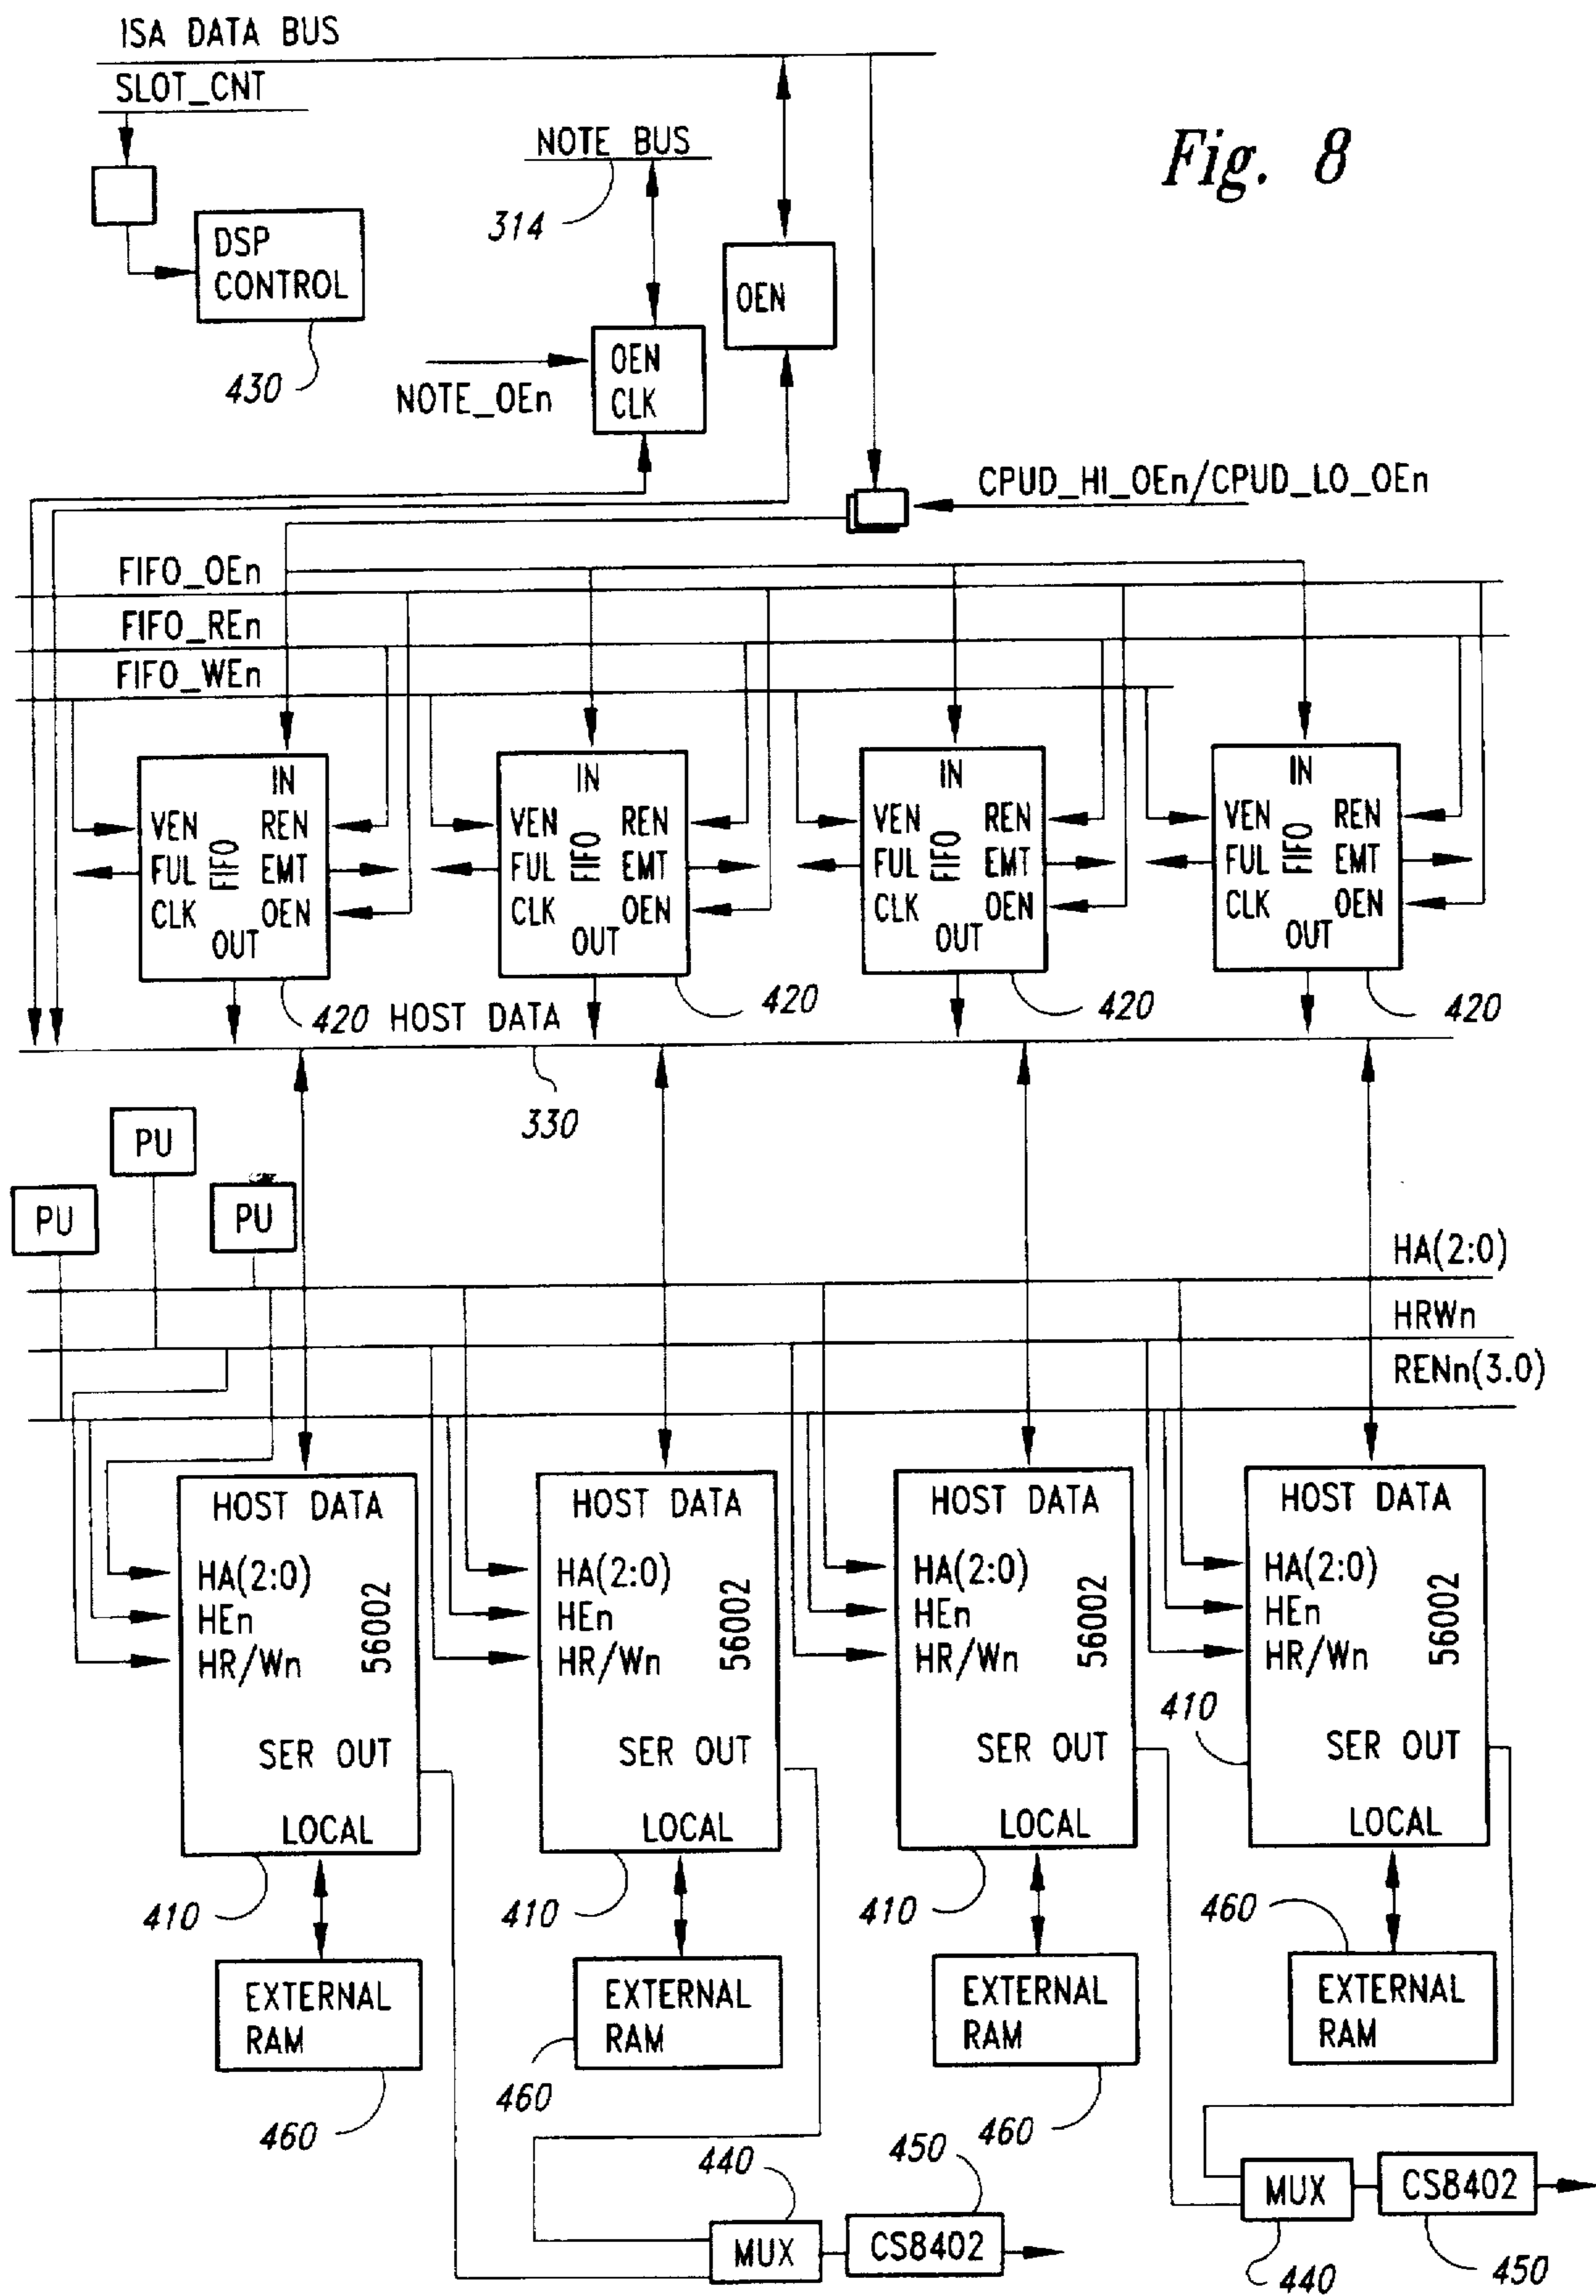 ISA DATA BUS
SLOT_CNT
NOTE BUS
Fig. 8
314
DSP
CONTROL
OEN
430
NOTE_OEn
OEN
CLK
CPUD_HI_OEn/CPUD_LO_OEn
FIFO_OEn
FIFO_REn
FIFO_WEn
IN
VEN REN
FUL FIFO EMT
CLK OEN
OUT
IN
VEN REN
FUL FIFO EMT
CLK OEN
OUT
IN
VEN REN
FUL FIFO EMT
CLK OEN
OUT
IN
VEN REN
FUL FIFO EMT
CLK OEN
OUT
420 HOST DATA 420 420 420
330
PU
PU
PU
HA(2:0)
HRWn
RENn(3.0)
HOST DATA
HA(2:0)
HEn
HR/Wn
56002
SER OUT
LOCAL
HOST DATA
HA(2:0)
HEn
HR/Wn
56002
SER OUT
LOCAL
HOST DATA
HA(2:0)
HEn
HR/Wn
56002
SER OUT
LOCAL
HOST DATA
HA(2:0)
HEn
HR/Wn
56002
410
SER OUT
LOCAL
410 410 410
460
EXTERNAL
RAM
EXTERNAL
RAM
EXTERNAL
RAM
EXTERNAL
RAM
460 460 460
440 450
MUX CS8402
MUX CS8402
440 450